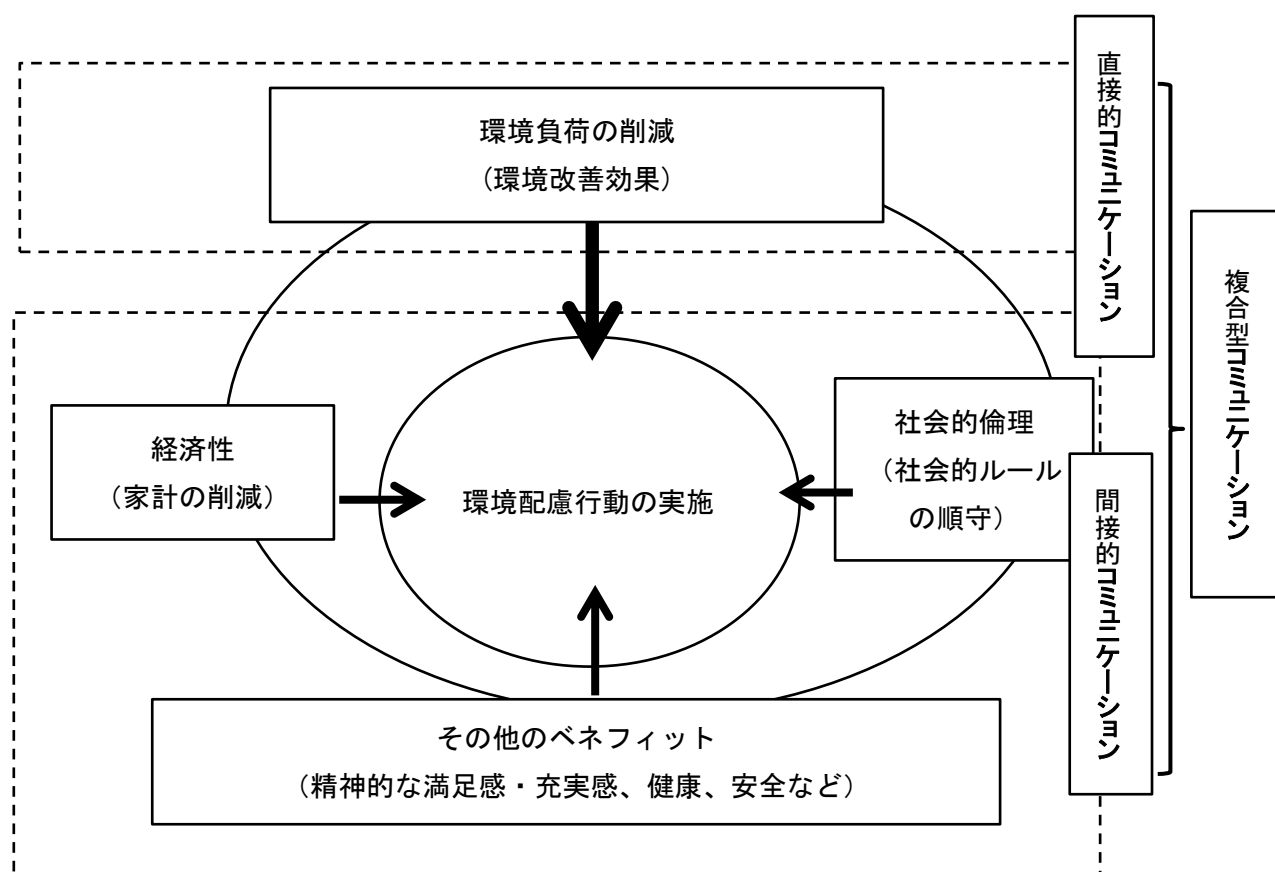 環境負荷の削減
（環境改善効果）
直接的コミュニケーション
複合型コミュニケーション
経済性
（家計の削減）
環境配慮行動の実施
社会的倫理
（社会的ルール
の順守）
間接的コミュニケーション
その他のベネフィット
（精神的な満足感・充実感、健康、安全など）